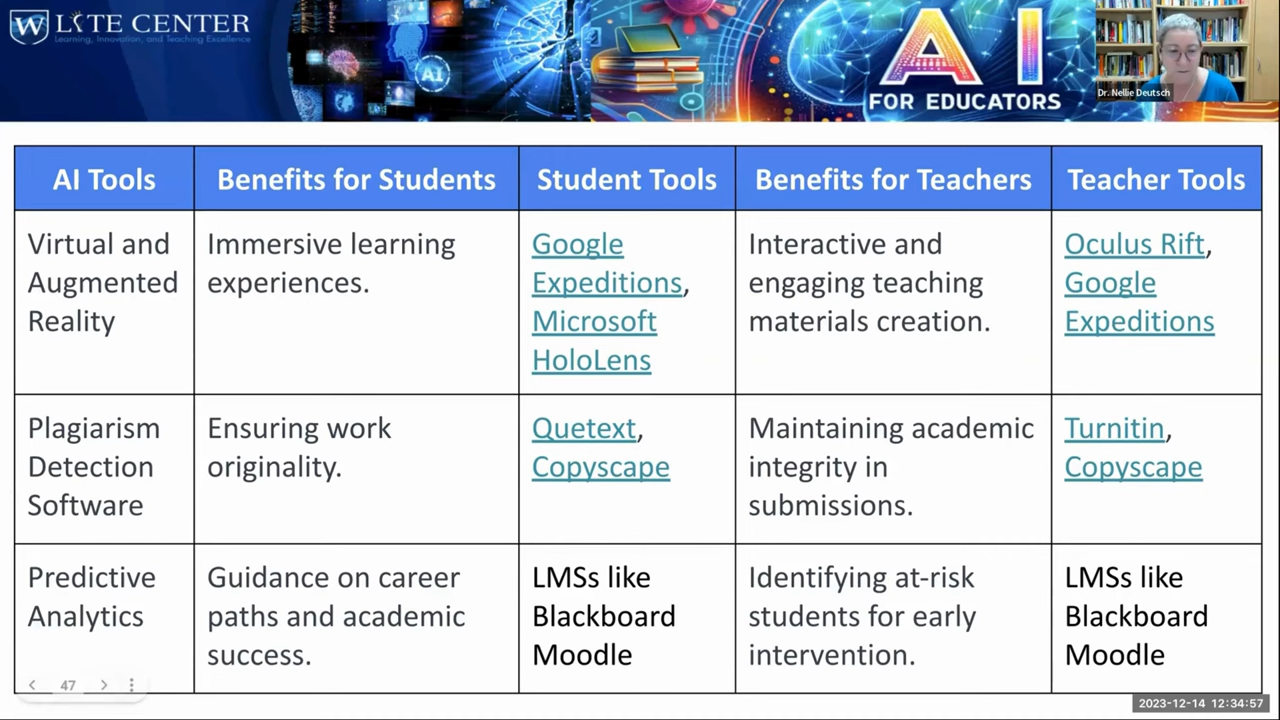 W LITE CENTER
Learning, Innovation, and Teaching Excellence
AI
AI
FOR EDUCATORS
Dr. Nellie Deutsch
AI Tools
Benefits for Students
Student Tools
Benefits for Teachers
Teacher Tools
Virtual and
Augmented
Reality
Immersive learning
experiences.
Google
Expeditions,
Microsoft
HoloLens
Interactive and
engaging teaching
materials creation.
Oculus Rift,
Google
Expeditions
Plagiarism
Detection
Software
Ensuring work
originality.
Quetext,
Copyscape
Maintaining academic
integrity in
submissions.
Turnitin,
Copyscape
Predictive
Analytics
Guidance on career
paths and academic
success.
LMSs like
Blackboard
Moodle
Identifying at-risk
students for early
intervention.
LMSs like
Blackboard
Moodle
47
2023-12-14 12:34:57